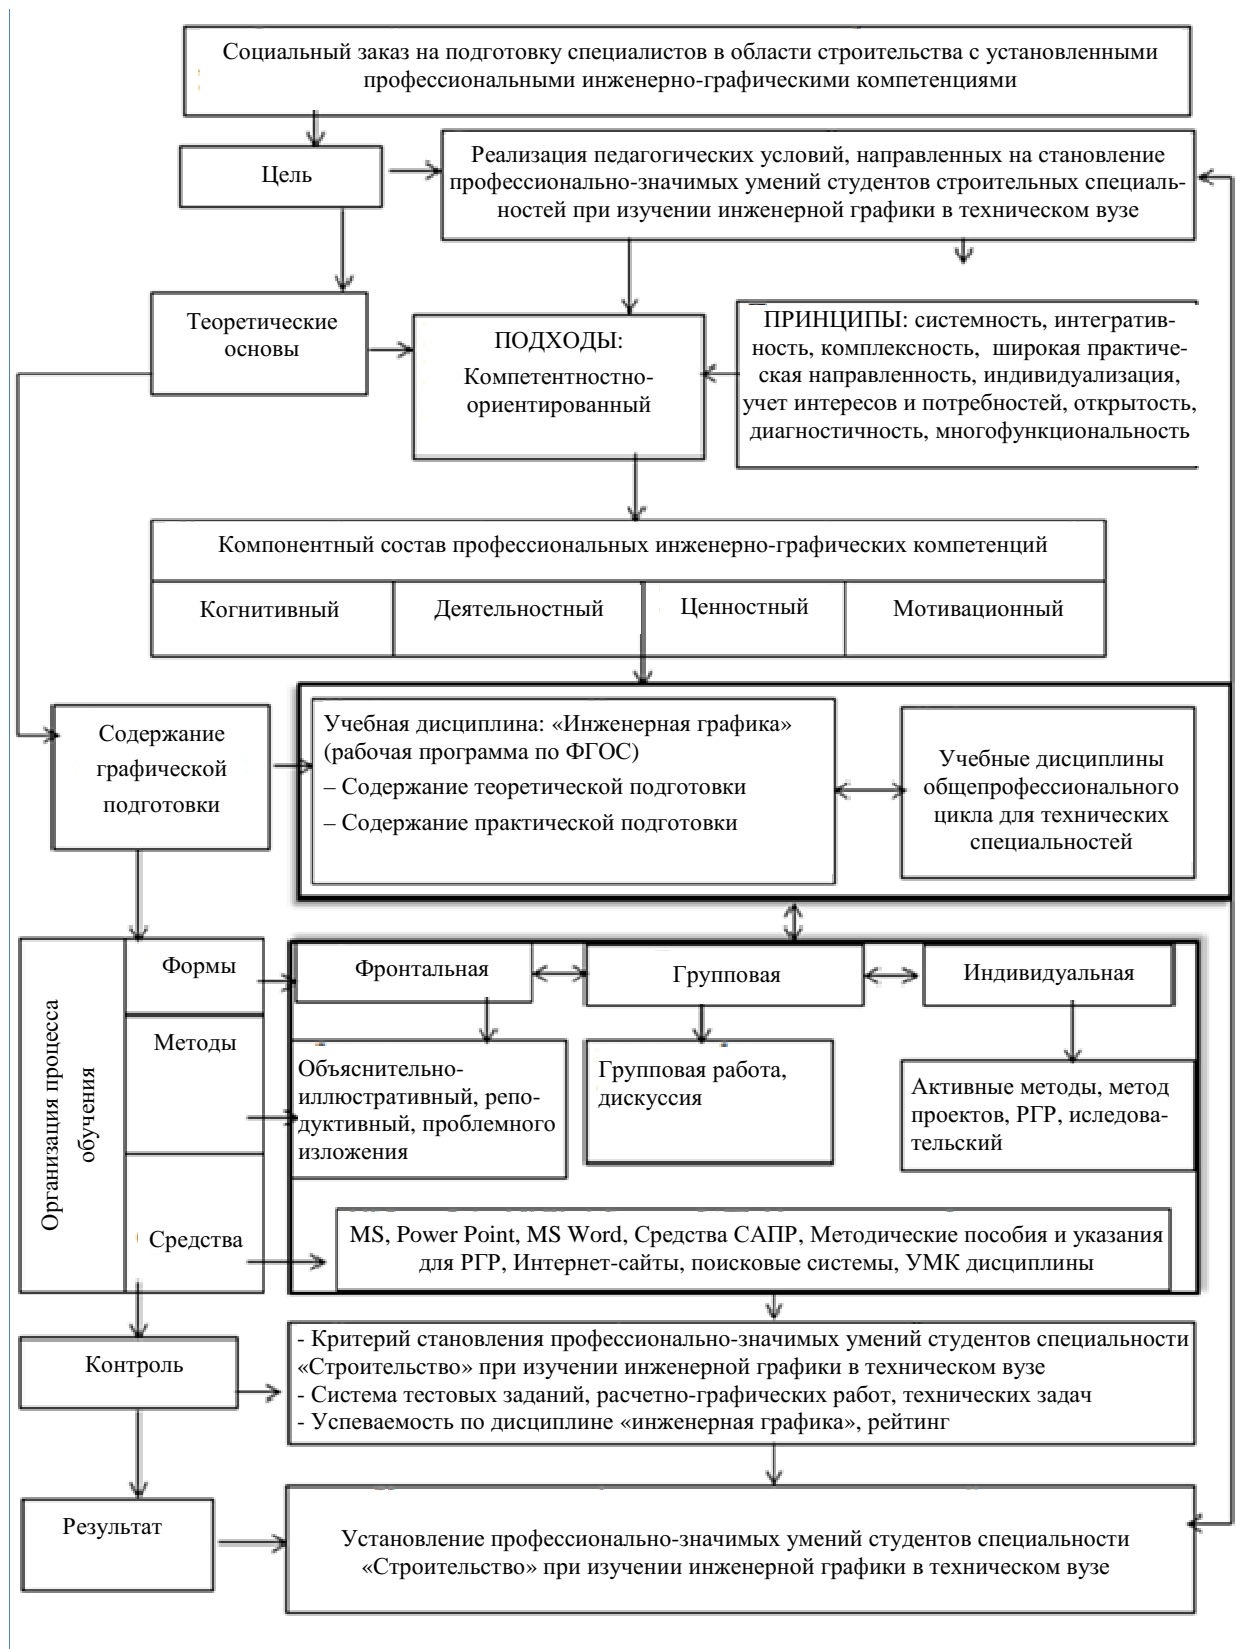 Социальный заказ на подготовку специалистов в области строительства с установленными
профессиональными инженерно-графическими компетенциями
Цель
Реализация педагогических условий, направленных на становление
профессионально-значимых умений студентов строительных специаль-
ностей при изучении инженерной графики в техническом вузе
Теоретические
основы
ПОДХОДЫ:
Компетентностно-
ориентированный
ПРИНЦИПЫ: системность, интегратив-
ность, комплексность, широкая практиче-
ская направленность, индивидуализация,
учет интересов и потребностей, открытость,
диагностичность, многофункциональность
Компонентный состав профессиональных инженерно-графических компетенций
Когнитивный
Деятельностный
Ценностный
Мотивационный
Содержание
графической
подготовки
Учебная дисциплина: «Инженерная графика»
(рабочая программа по ФГОС)
– Содержание теоретической подготовки
– Содержание практической подготовки
Учебные дисциплины
общепрофессионального
цикла для технических
специальностей
Организация процесса
обучения
Формы
Фронтальная
Групповая
Индивидуальная
Методы
Объяснительно-
иллюстративный, репо-
дуктивный, проблемного
изложения
Групповая работа,
дискуссия
Активные методы, метод
проектов, РГР, иследова-
тельский
Средства
MS, Power Point, MS Word, Средства САПР, Методические пособия и указания
для РГР, Интернет-сайты, поисковые системы, УМК дисциплины
Контроль
- Критерий становления профессионально-значимых умений студентов специальности
«Строительство» при изучении инженерной графики в техническом вузе
- Система тестовых заданий, расчетно-графических работ, технических задач
- Успеваемость по дисциплине «инженерная графика», рейтинг
Результат
Установление профессионально-значимых умений студентов специальности
«Строительство» при изучении инженерной графики в техническом вузе